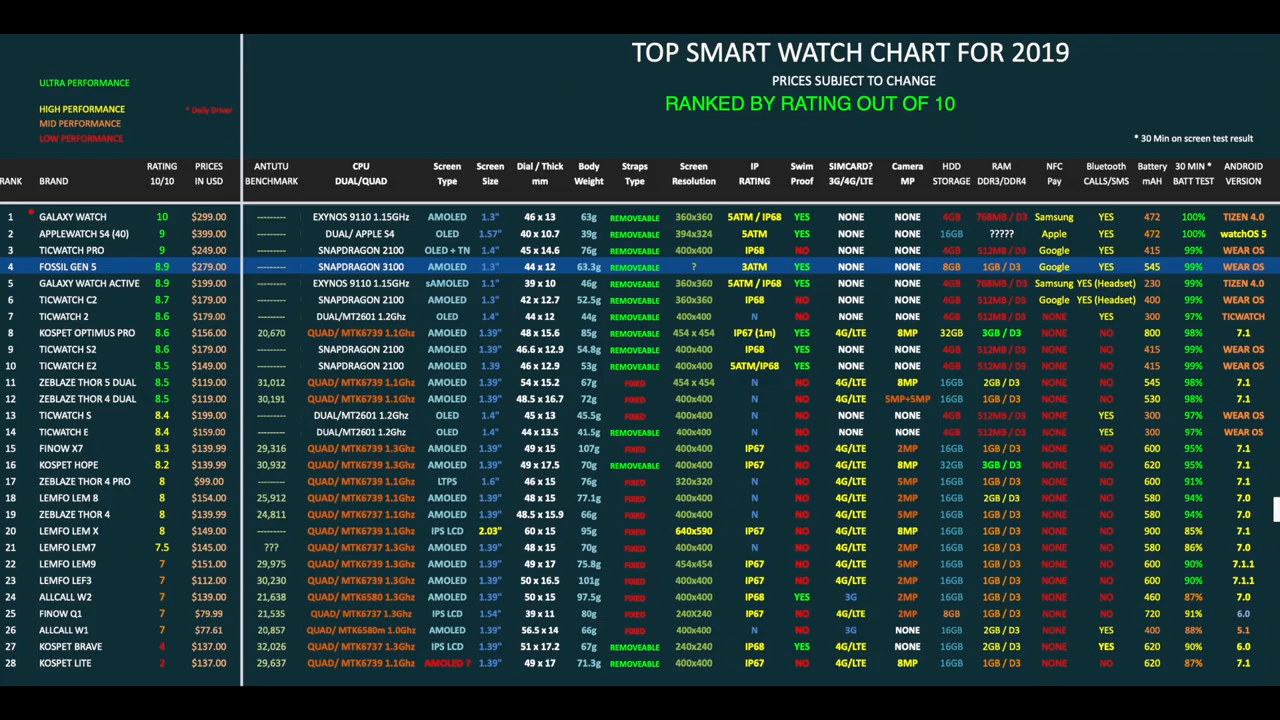 TOP SMART WATCH CHART FOR 2019
PRICES SUBJECT TO CHANGE
RANKED BY RATING OUT OF 10
ULTRA PERFORMANCE
HIGH PERFORMANCE * Daily Driver
MID PERFORMANCE
LOW PERFORMANCE
* 30 Min on screen test result
RATING PRICES ANTUTU CPU Screen Screen Dial / Thick Body Straps Screen IP Swim SIMCARD? Camera HDD RAM NFC Bluetooth Battery 30 MIN * ANDROID
RANK BRAND 10/10 IN USD BENCHMARK DUAL/QUAD Type Size mm Weight Type Resolution RATING Proof 3G/4G/LTE MP STORAGE DDR3/DDR4 Pay CALLS/SMS mAH BATT TEST VERSION
1 * GALAXY WATCH 10 $299.00 --------- EXYNOS 9110 1.15GHz AMOLED 1.3" 46 x 13 63g REMOVEABLE 360x360 5ATM / IP68 YES NONE NONE 4GB 768MB / D3 Samsung YES 472 100% TIZEN 4.0
2 APPLEWATCH S4 (40) 9 $399.00 --------- DUAL/ APPLE S4 OLED 1.57" 40 x 10.7 39g REMOVEABLE 394x324 5ATM YES NONE NONE 16GB ????? Apple YES 472 100% watchOS 5
3 TICWATCH PRO 9 $249.00 --------- SNAPDRAGON 2100 OLED + TN 1.4" 45 x 14.6 76g REMOVEABLE 400x400 IP68 NO NONE NONE 4GB 512MB / D3 Google YES 415 99% WEAR OS
4 FOSSIL GEN 5 8.9 $279.00 --------- SNAPDRAGON 3100 AMOLED 1.3" 44 x 12 63.3g REMOVEABLE ? 3ATM YES NONE NONE 8GB 1GB / D3 Google YES 545 99% WEAR OS
5 GALAXY WATCH ACTIVE 8.9 $199.00 --------- EXYNOS 9110 1.15GHz sAMOLED 1.1" 39 x 10 46g REMOVEABLE 360x360 5ATM / IP68 YES NONE NONE 4GB 768MB / D3 Samsung YES (Headset) 230 99% TIZEN 4.0
6 TICWATCH C2 8.7 $179.00 --------- SNAPDRAGON 2100 AMOLED 1.3" 42 x 12.7 52.5g REMOVEABLE 360x360 IP68 NO NONE NONE 4GB 512MB / D3 Google YES (Headset) 400 99% WEAR OS
7 TICWATCH 2 8.6 $179.00 --------- DUAL/MT2601 1.2Ghz OLED 1.4" 44 x 12 44g REMOVEABLE 400x400 N NO NONE NONE 4GB 512MB / D3 NONE YES 300 97% TICWATCH
8 KOSPET OPTIMUS PRO 8.6 $156.00 20,670 QUAD/ MTK6739 1.1Ghz AMOLED 1.39" 48 x 15.6 85g REMOVEABLE 454 x 454 IP67 (1m) YES 4G/LTE 8MP 32GB 3GB / D3 NONE NO 800 98% 7.1
9 TICWATCH S2 8.6 $179.00 --------- SNAPDRAGON 2100 AMOLED 1.39" 46.6 x 12.9 54.8g REMOVEABLE 400x400 IP68 YES NONE NONE 4GB 512MB / D3 NONE NO 415 99% WEAR OS
10 TICWATCH E2 8.5 $149.00 --------- SNAPDRAGON 2100 AMOLED 1.39 46 x 12.9 53g REMOVEABLE 400x400 5ATM/IP68 YES NONE NONE 4GB 512MB / D3 NONE NO 415 99% WEAR OS
11 ZEBLAZE THOR 5 DUAL 8.5 $119.00 31,012 QUAD/ MTK6739 1.1Ghz AMOLED 1.39" 54 x 15.2 67g FIXED 454 x 454 N NO 4G/LTE 8MP 16GB 2GB / D3 NONE NO 545 98% 7.1
12 ZEBLAZE THOR 4 DUAL 8.5 $119.00 30,191 QUAD/ MTK6739 1.1Ghz AMOLED 1.39" 48.5 x 16.7 72g FIXED 400x400 N NO 4G/LTE 5MP+5MP 16GB 1GB / D3 NONE NO 530 98% 7.1
13 TICWATCH S 8.4 $199.00 --------- DUAL/MT2601 1.2Ghz OLED 1.4" 45 x 13 45.5g FIXED 400x400 N NO NONE NONE 4GB 512MB / D3 NONE YES 300 97% WEAR OS
14 TICWATCH E 8.4 $159.00 --------- DUAL/MT2601 1.2Ghz OLED 1.4" 44 x 13.5 41.5g REMOVEABLE 400x400 N NO NONE NONE 4GB 512MB / D3 NONE YES 300 97% WEAR OS
15 FINOW X7 8.3 $139.99 29,316 QUAD/ MTK6737 1.3Ghz AMOLED 1.39" 49 x 15 107g FIXED 400x400 IP67 NO 4G/LTE 2MP 16GB 1GB / D3 NONE NO 600 95% 7.1
16 KOSPET HOPE 8.2 $139.99 30,932 QUAD/ MTK6739 1.1Ghz AMOLED 1.39" 49 x 17.5 70g REMOVEABLE 400x400 IP67 NO 4G/LTE 8MP 32GB 3GB / D3 NONE NO 620 95% 7.1
17 ZEBLAZE THOR 4 PRO 8 $99.00 --------- QUAD/ MTK6737 1.3Ghz LTPS 1.6" 46 x 15 76g FIXED 320x320 N NO 4G/LTE 5MP 16GB 1GB / D3 NONE NO 600 91% 7.1
18 LEMFO LEM 8 8 $154.00 25,912 QUAD/ MTK6737 1.3Ghz AMOLED 1.39" 48 x 15 77.1g FIXED 400x400 N NO 4G/LTE 2MP 16GB 2GB / D3 NONE NO 580 94% 7.0
19 ZEBLAZE THOR 4 8 $139.99 24,811 QUAD/ MTK6737 1.3Ghz AMOLED 1.39" 48.5 x 15.9 66g FIXED 400x400 N NO 4G/LTE 5MP 16GB 1GB / D3 NONE NO 580 94% 7.0
20 LEMFO LEM X 8 $149.00 --------- QUAD/ MTK6739 1.1Ghz IPS LCD 2.03" 60 x 15 95g FIXED 640x590 IP67 NO 4G/LTE 8MP 16GB 1GB / D3 NONE NO 900 85% 7.1
21 LEMFO LEM7 7.5 $145.00 ??? QUAD/ MTK6737 1.3Ghz AMOLED 1.39" 48 x 15 70g FIXED 400x400 N NO 4G/LTE 2MP 16GB 1GB / D3 NONE NO 580 86% 7.0
22 LEMFO LEM9 7 $151.00 29,975 QUAD/ MTK6739 1.3Ghz AMOLED 1.39" 49 x 17 75.8g FIXED 454x454 IP67 NO 4G/LTE 5MP 16GB 1GB / D3 NONE NO 600 90% 7.1.1
23 LEMFO LEF3 7 $112.00 30,230 QUAD/ MTK6739 1.3Ghz AMOLED 1.39" 50 x 16.5 101g FIXED 400x400 N NO 4G/LTE 2MP 16GB 1GB / D3 NONE NO 600 90% 7.1.1
24 ALLCALL W2 7 $139.00 21,638 QUAD/ MTK6580 1.3Ghz AMOLED 1.39" 50 x 15 97.5g FIXED 400x400 IP68 YES 3G 2MP 16GB 2GB / D3 NONE NO 460 87% 7.0
25 FINOW Q1 7 $79.99 21,535 QUAD/ MTK6737 1.3Ghz IPS LCD 1.54" 39 x 11 80g FIXED 240X240 IP67 NO 4G/LTE 2MP 8GB 1GB / D3 NONE NO 720 91% 6.0
26 ALLCALL W1 7 $77.61 20,857 QUAD/ MTK6580m 1.0Ghz AMOLED 1.39" 56.5 x 14 66g FIXED 400x400 N NO 3G NONE 16GB 2GB / D3 NONE YES 400 88% 5.1
27 KOSPET BRAVE 4 $137.00 32,026 QUAD/ MTK6739 1.1Ghz IPS LCD 1.39" 51 x 17.2 67g REMOVEABLE 240x240 IP68 YES 4G/LTE NONE 16GB 2GB / D3 NONE YES 620 90% 6.0
28 KOSPET LITE 2 $137.00 29,637 QUAD/ MTK6739 1.1Ghz AMOLED ? 1.39" 49 x 17 71.3g REMOVEABLE 400x400 IP67 NO 4G/LTE 8MP 16GB 1GB / D3 NONE NO 620 87% 7.1